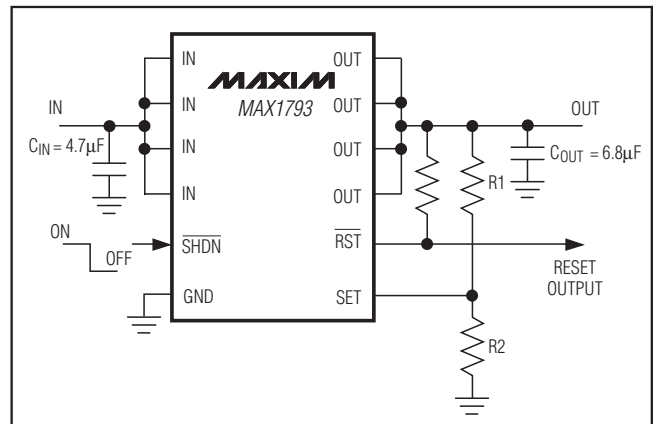 IN
OUT
MAXIM
MAX1793
IN
OUT
IN
OUT
IN
OUT
IN
OUT
C_IN = 4.7µF
C_OUT = 6.8µF
R1
ON
OFF
SHDN
RST
RESET
OUTPUT
GND
SET
R2